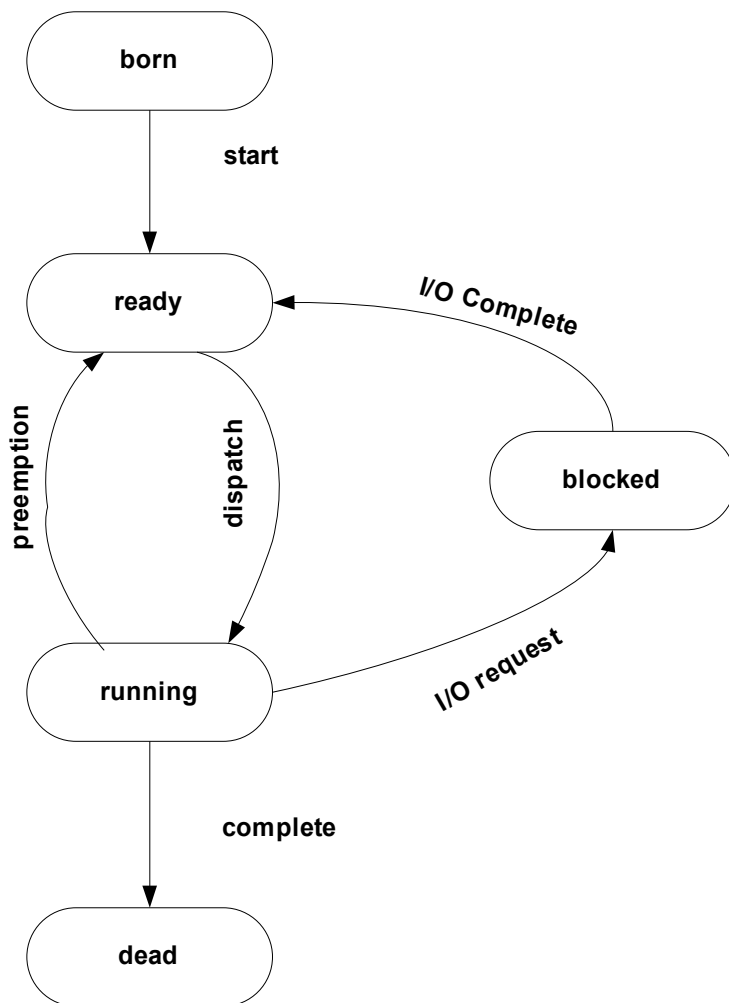 born
start
ready
I/O Complete
preemption
dispatch
blocked
running
I/O request
complete
dead